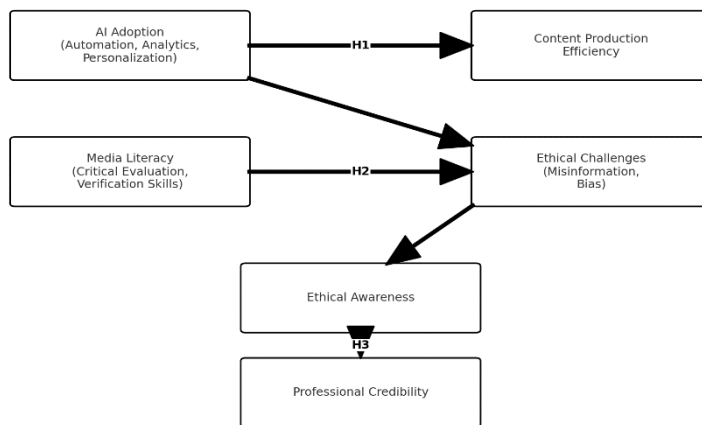 AI Adoption
(Automation, Analytics,
Personalization)
H1
Content Production
Efficiency
Media Literacy
(Critical Evaluation,
Verification Skills)
H2
Ethical Challenges
(Misinformation,
Bias)
Ethical Awareness
H3
Professional Credibility